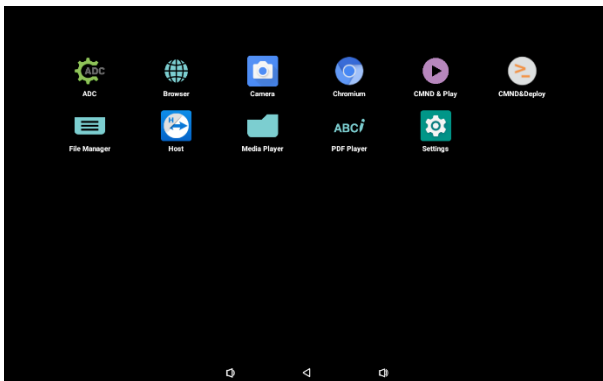 ADC
ADC
Browser
Camera
Chromium
CMND & Play
CMND&Deploy
File Manager
H
Host
Media Player
ABCi
PDF Player
Settings